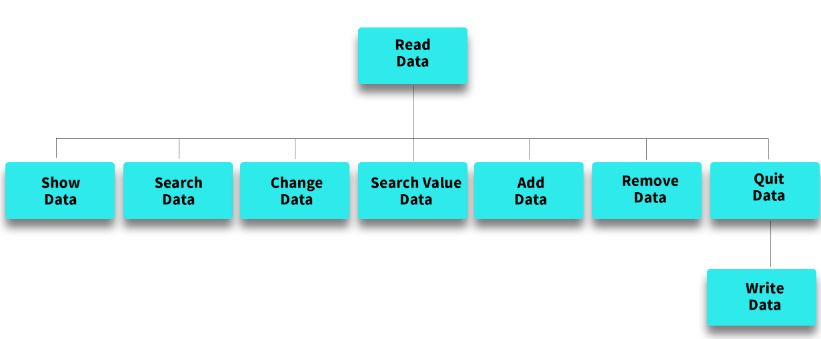 Read
Data
Show
Data
Search
Data
Change
Data
Search Value
Data
Add
Data
Remove
Data
Quit
Data
Write
Data